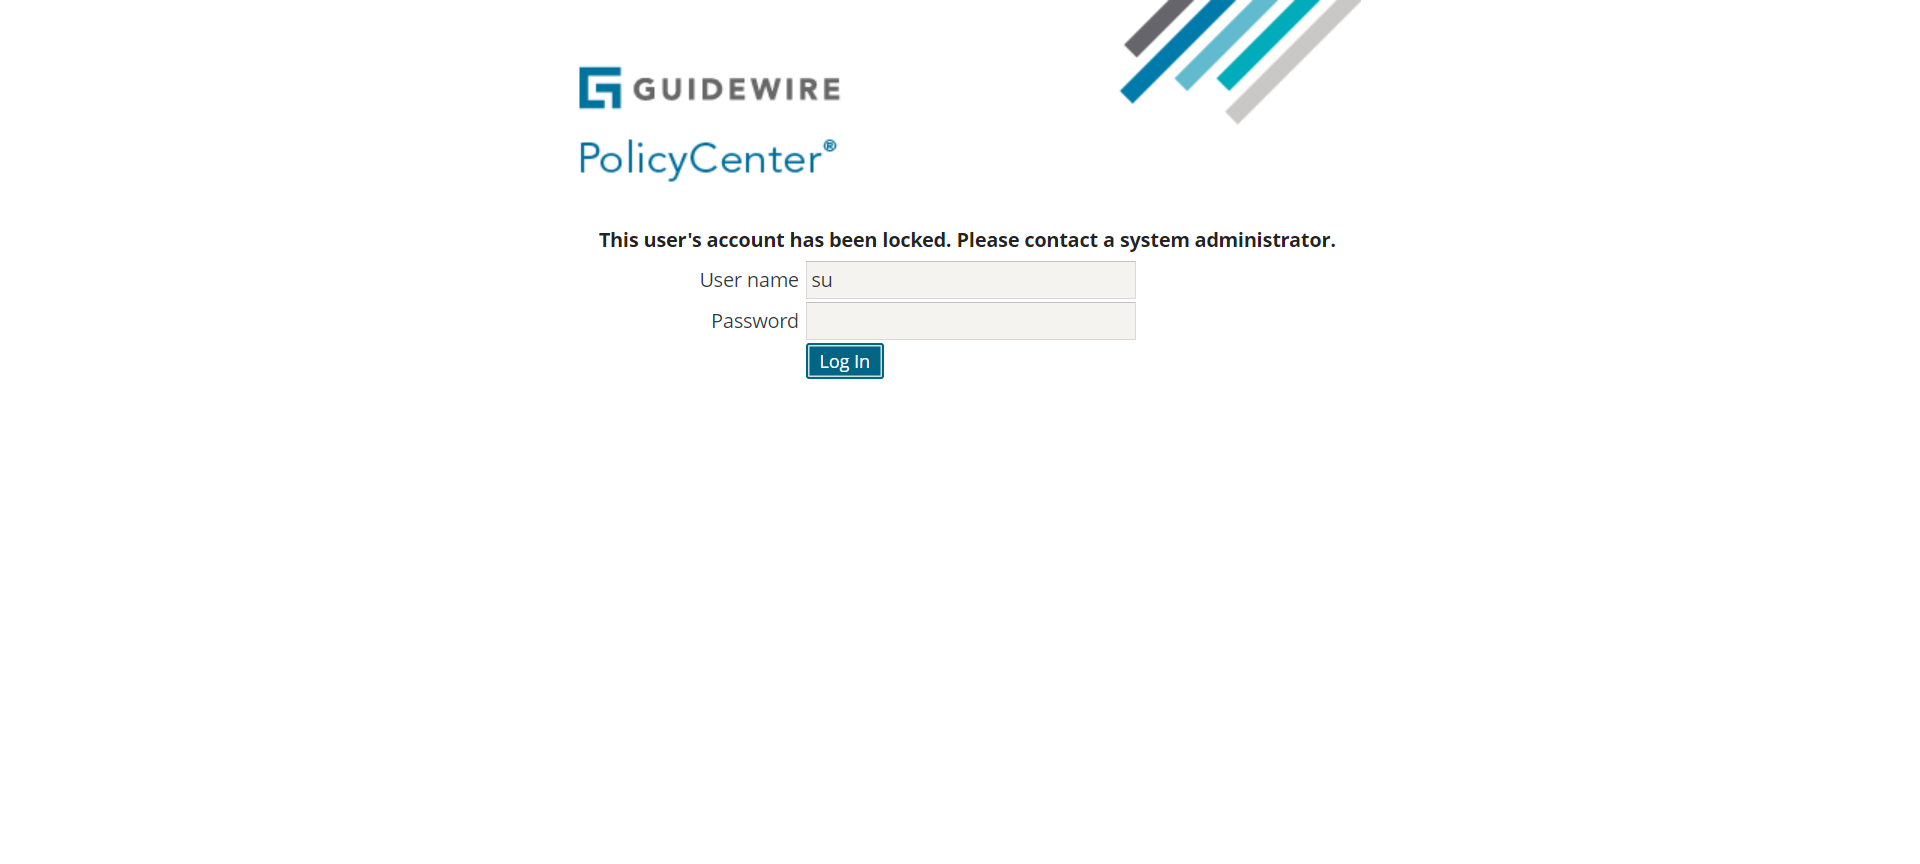 GUIDEWIRE
PolicyCenter®
This user's account has been locked. Please contact a system administrator.
User name su
Password
Log In